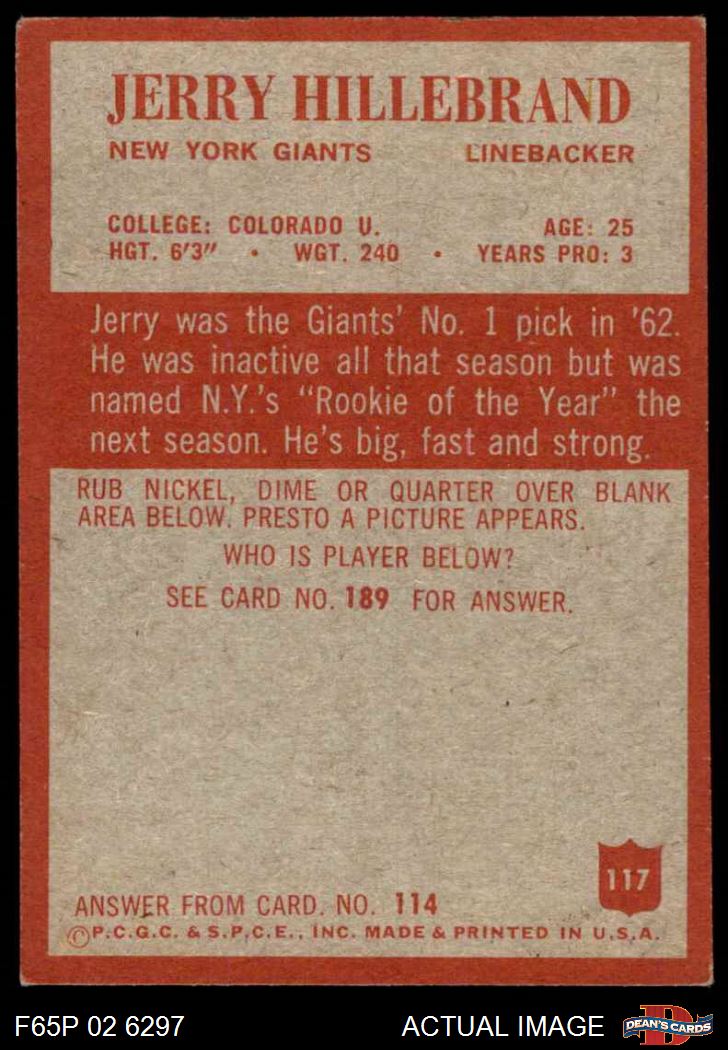 JERRY HILLEBRAND
NEW YORK GIANTS LINEBACKER
COLLEGE: COLORADO U. AGE: 25
HGT. 6'3" • WGT. 240 • YEARS PRO: 3
Jerry was the Giants' No. 1 pick in '62.
He was inactive all that season but was
named N.Y.'s "Rookie of the Year" the
next season. He's big, fast and strong.
RUB NICKEL, DIME OR QUARTER OVER BLANK
AREA BELOW. PRESTO A PICTURE APPEARS.
WHO IS PLAYER BELOW?
SEE CARD NO. 189 FOR ANSWER.
117
ANSWER FROM CARD. NO. 114
©P.C.G.C. & S.P.C.E., INC. MADE & PRINTED IN U.S.A.
F65P 02 6297 ACTUAL IMAGE D DEAN'S CARDS